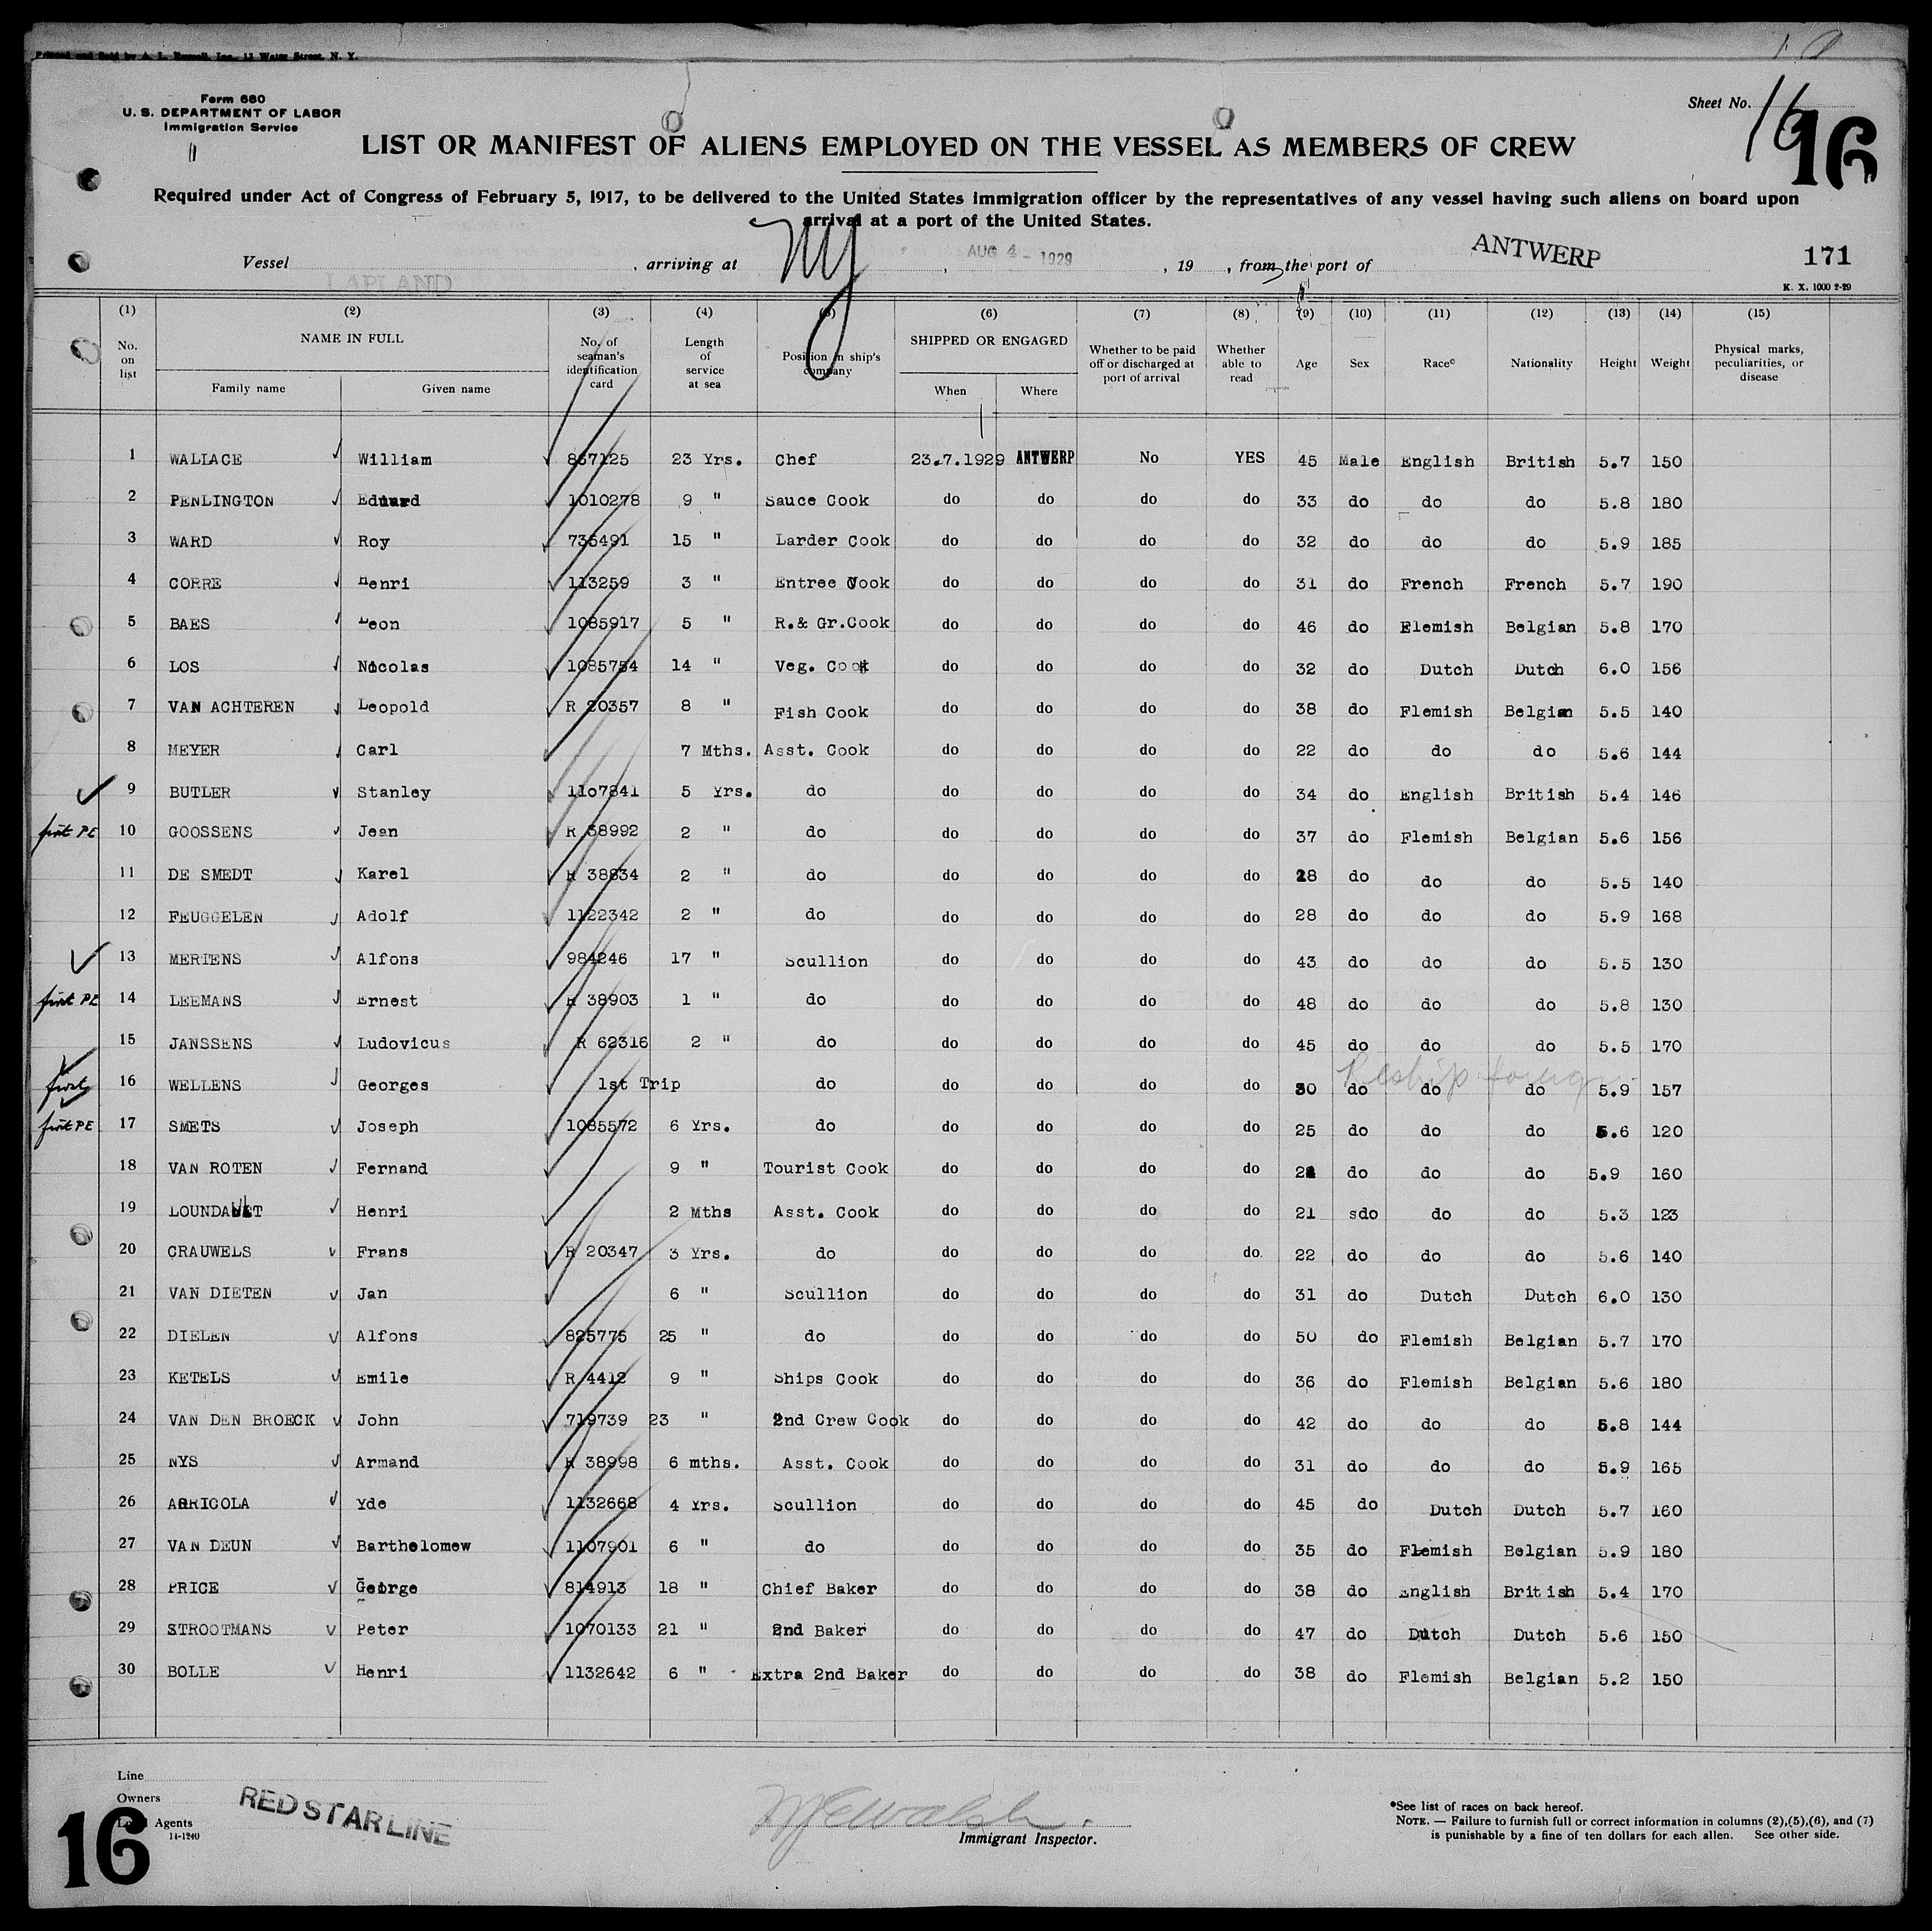 Printed and Sold by A. L. Russell, Inc., 13 Water Street, N. Y.
Form 680
U. S. DEPARTMENT OF LABOR
Immigration Service
Sheet No. 16
16
LIST OR MANIFEST OF ALIENS EMPLOYED ON THE VESSEL AS MEMBERS OF CREW
Required under Act of Congress of February 5, 1917, to be delivered to the United States immigration officer by the representatives of any vessel having such aliens on board upon
arrival at a port of the United States.
Vessel LAPLAND, arriving at NY, AUG 4 - 1929, 19 , from the port of ANTWERP 171
K. X. 1000 2-29
(1) (2) (3) (4) (5) (6) (7) (8) (9) (10) (11) (12) (13) (14) (15)
No. on list NAME IN FULL Family name Given name No. of seaman's identification card Length of service at sea Position in ship's company SHIPPED OR ENGAGED When Where Whether to be paid off or discharged at port of arrival Whether able to read Age Sex Race* Nationality Height Weight Physical marks, peculiarities, or disease
1 WALLACE William 867125 23 Yrs. Chef 23.7.1929 ANTWERP No YES 45 Male English British 5.7 150
2 PENLINGTON Eduard 1010278 9 " Sauce Cook do do do do 33 do do do 5.8 180
3 WARD Roy 735491 15 " Larder Cook do do do do 32 do do do 5.9 185
4 CORRE Henri 113259 3 " Entree Cook do do do do 31 do French French 5.7 190
5 BAES Leon 1085917 5 " R.& Gr.Cook do do do do 46 do Flemish Belgian 5.8 170
6 LOS Nicolas 1085754 14 " Veg. Cook do do do do 32 do Dutch Dutch 6.0 156
7 VAN ACHTEREN Leopold R 20357 8 " Fish Cook do do do do 38 do Flemish Belgian 5.5 140
8 MEYER Carl 7 Mths. Asst. Cook do do do do 22 do do do 5.6 144
9 BUTLER Stanley 1107841 5 Yrs. do do do do do 34 do English British 5.4 146
first PE 10 GOOSSENS Jean R 38992 2 " do do do do do 37 do Flemish Belgian 5.6 156
11 DE SMEDT Karel R 38834 2 " do do do do do 28 do do do 5.5 140
12 FEUGGELEN Adolf 1122342 2 " do do do do do 28 do do do 5.9 168
13 MERTENS Alfons 984246 17 " Scullion do do do do 43 do do do 5.5 130
first PE 14 LEEMANS Ernest R 38903 1 " do do do do do 48 do do do 5.8 130
15 JANSSENS Ludovicus R 62316 2 " do do do do do 45 do do do 5.5 170
Reship foreign
first 16 WELLENS Georges 1st Trip do do do do do 30 do do do 5.9 157
first PE 17 SMETS Joseph 1085572 6 Yrs. do do do do do 25 do do do 5.6 120
18 VAN ROTEN Fernand 9 " Tourist Cook do do do do do do do 5.9 160
19 Henri 2 Mths Asst. Cook do do do do 21 sdo do do 5.3 123
20 CRAUWELS Frans R 20347 3 Yrs. do do do do do. 22 do do do 5.6 140
21 VAN DIETEN Jan 6 " Scullion do do do do 31 do Dutch Dutch 6.0 130
22 DIELEN Alfons 825775 25 " do do do do do 50 do Flemish Belgian 5.7 170
23 KETELS Emile R 4412 9 " Ships Cook do do do do 36 do Flemish Belgian 5.6 180
24 VAN DEN BROECK John 719739 23 " 2nd Crew Cook do do do do 42 do do do 5.8 144
25 NYS Armand R 38998 6 mths. Asst. Cook do do do do 31 do do do 5.9 165
26 AGRICOLA Yde 1132668 4 Yrs. Scullion do do do do 45 do Dutch Dutch 5.7 160
27 VAN DEUN Barthelomew 1107901 6 " do do do do do 35 do Flemish Belgian 5.9 180
28 PRICE George 814913 18 " Chief Baker do do do do 38 do English British 5.4 170
29 STROOTMANS Peter 1070133 21 " 2nd Baker do do do do 47 do Dutch Dutch 5.6 150
30 BOLLE Henri 1132642 6 " Extra 2nd Baker do do do do 38 do Flemish Belgian 5.2 150
Line
Owners
Local Agents
14-1240
RED STAR LINE
16
Immigrant Inspector.
*See list of races on back hereof.
NOTE. — Failure to furnish full or correct information in columns (2),(5),(6), and (7)
is punishable by a fine of ten dollars for each alien. See other side.